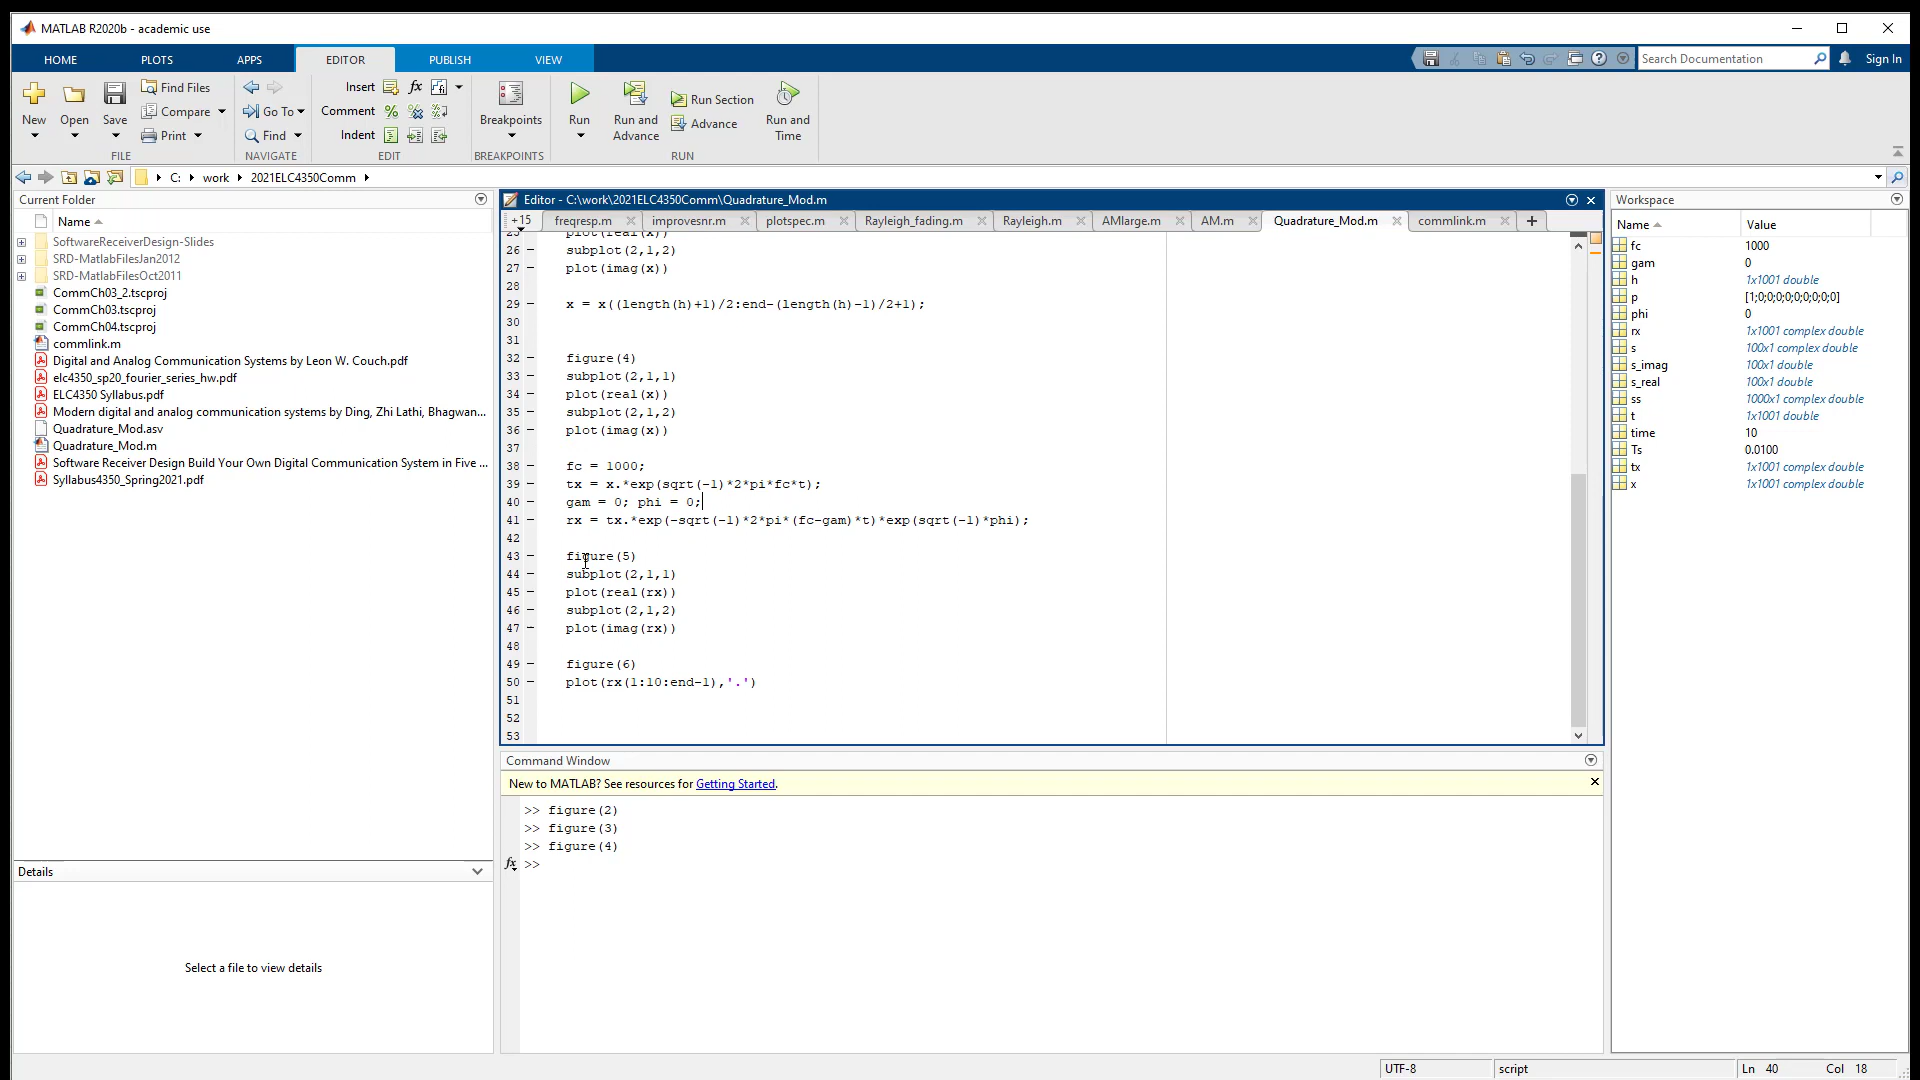 MATLAB R2020b - academic use
HOME PLOTS APPS EDITOR PUBLISH VIEW
Search Documentation
Sign In
New
Open
Save
Find Files
Compare
Print
FILE
Go To
Find
NAVIGATE
Insert
Comment
Indent
EDIT
fx
Breakpoints
BREAKPOINTS
Run
Run and Advance
Run Section
Advance
Run and Time
RUN
C: work 2021ELC4350Comm
Current Folder
Name
SoftwareReceiverDesign-Slides
SRD-MatlabFilesJan2012
SRD-MatlabFilesOct2011
CommCh03_2.tscproj
CommCh03.tscproj
CommCh04.tscproj
commlink.m
Digital and Analog Communication Systems by Leon W. Couch.pdf
elc4350_sp20_fourier_series_hw.pdf
ELC4350 Syllabus.pdf
Modern digital and analog communication systems by Ding, Zhi Lathi, Bhagwan...
Quadrature_Mod.asv
Quadrature_Mod.m
Software Receiver Design Build Your Own Digital Communication System in Five ...
Syllabus4350_Spring2021.pdf
Details
Select a file to view details
Editor - C:\work\2021ELC4350Comm\Quadrature_Mod.m
+15 freqresp.m improvesnr.m plotspec.m Rayleigh_fading.m Rayleigh.m AMlarge.m AM.m Quadrature_Mod.m commlink.m
25 plot(real(x))
26 subplot(2,1,2)
27 plot(imag(x))
28
29 x = x((length(h)+1)/2:end-(length(h)-1)/2+1);
30
31
32 figure(4)
33 subplot(2,1,1)
34 plot(real(x))
35 subplot(2,1,2)
36 plot(imag(x))
37
38 fc = 1000;
39 tx = x.*exp(sqrt(-1)*2*pi*fc*t);
40 gam = 0; phi = 0;
41 rx = tx.*exp(-sqrt(-1)*2*pi*(fc-gam)*t)*exp(sqrt(-1)*phi);
42
43 figure(5)
44 subplot(2,1,1)
45 plot(real(rx))
46 subplot(2,1,2)
47 plot(imag(rx))
48
49 figure(6)
50 plot(rx(1:10:end-1),'.')
51
52
53
Command Window
New to MATLAB? See resources for Getting Started.
>> figure(2)
>> figure(3)
>> figure(4)
fx >>
Workspace
Name Value
fc 1000
gam 0
h 1x1001 double
p [1;0;0;0;0;0;0;0;0;0]
phi 0
rx 1x1001 complex double
s 100x1 complex double
s_imag 100x1 double
s_real 100x1 double
ss 1000x1 complex double
t 1x1001 double
time 10
Ts 0.0100
tx 1x1001 complex double
x 1x1001 complex double
UTF-8 script Ln 40 Col 18